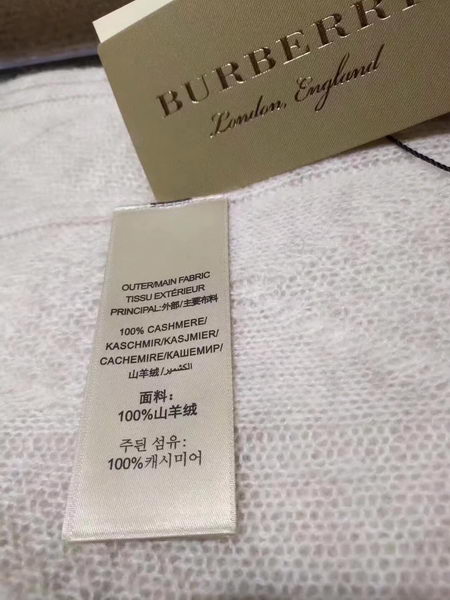 BURBERRY
London, England
OUTER/MAIN FABRIC
TISSU EXTÉRIEUR
PRINCIPAL:外部/主要布料
100% CASHMERE/
KASCHMIR/KASJMIER/
CACHEMIRE/КАШЕМИР/
山羊绒/الكشمير/
面料:
100%山羊绒
주된 섬유:
100%캐시미어